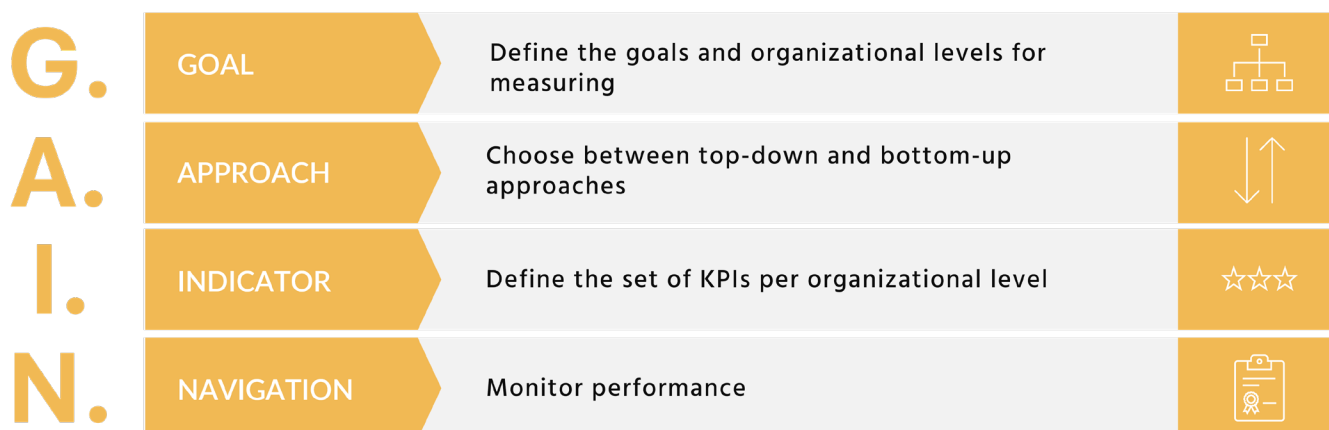 G.
GOAL
Define the goals and organizational levels for
measuring
A.
APPROACH
Choose between top-down and bottom-up
approaches
I.
INDICATOR
Define the set of KPIs per organizational level
N.
NAVIGATION
Monitor performance